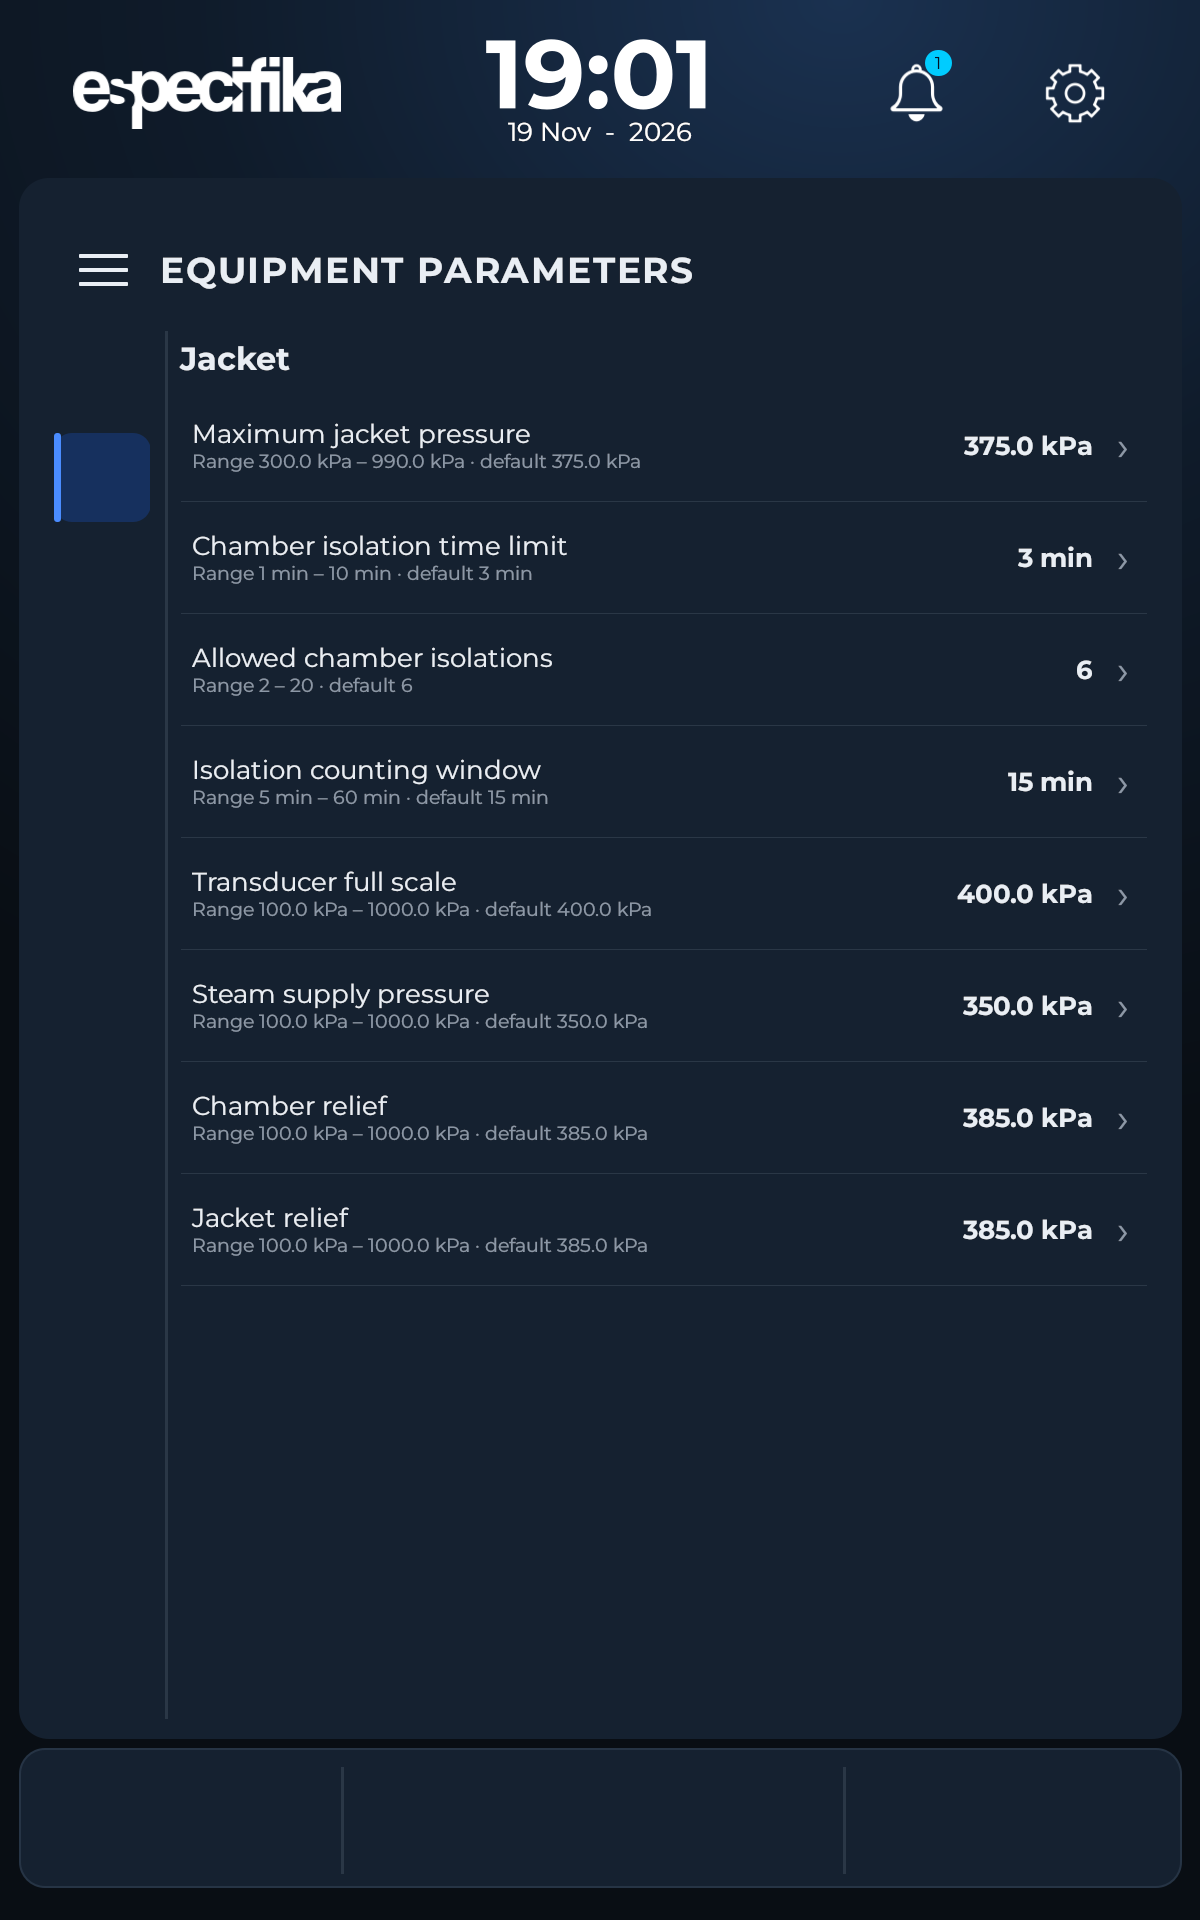 especifika
19:01
19 Nov - 2026
1
EQUIPMENT PARAMETERS
Jacket
Maximum jacket pressure
Range 300.0 kPa – 990.0 kPa · default 375.0 kPa
375.0 kPa ›
Chamber isolation time limit
Range 1 min – 10 min · default 3 min
3 min ›
Allowed chamber isolations
Range 2 – 20 · default 6
6 ›
Isolation counting window
Range 5 min – 60 min · default 15 min
15 min ›
Transducer full scale
Range 100.0 kPa – 1000.0 kPa · default 400.0 kPa
400.0 kPa ›
Steam supply pressure
Range 100.0 kPa – 1000.0 kPa · default 350.0 kPa
350.0 kPa ›
Chamber relief
Range 100.0 kPa – 1000.0 kPa · default 385.0 kPa
385.0 kPa ›
Jacket relief
Range 100.0 kPa – 1000.0 kPa · default 385.0 kPa
385.0 kPa ›